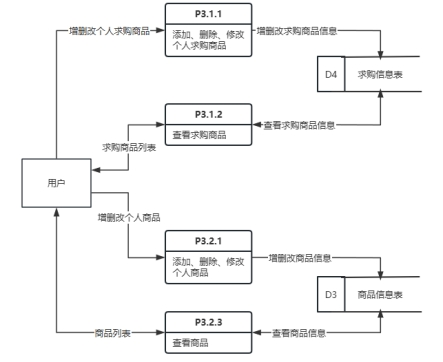 P3.1.1
增删改个人求购商品
增删改求购商品信息
添加、删除、修改
个人求购商品
D4
求购信息表
P3.1.2
查看求购商品信息
查看求购商品
求购商品列表
用户
增删改个人商品
P3.2.1
增删改商品信息
添加、删除、修改
个人商品
D3
商品信息表
P3.2.3
商品列表
查看商品信息
查看商品